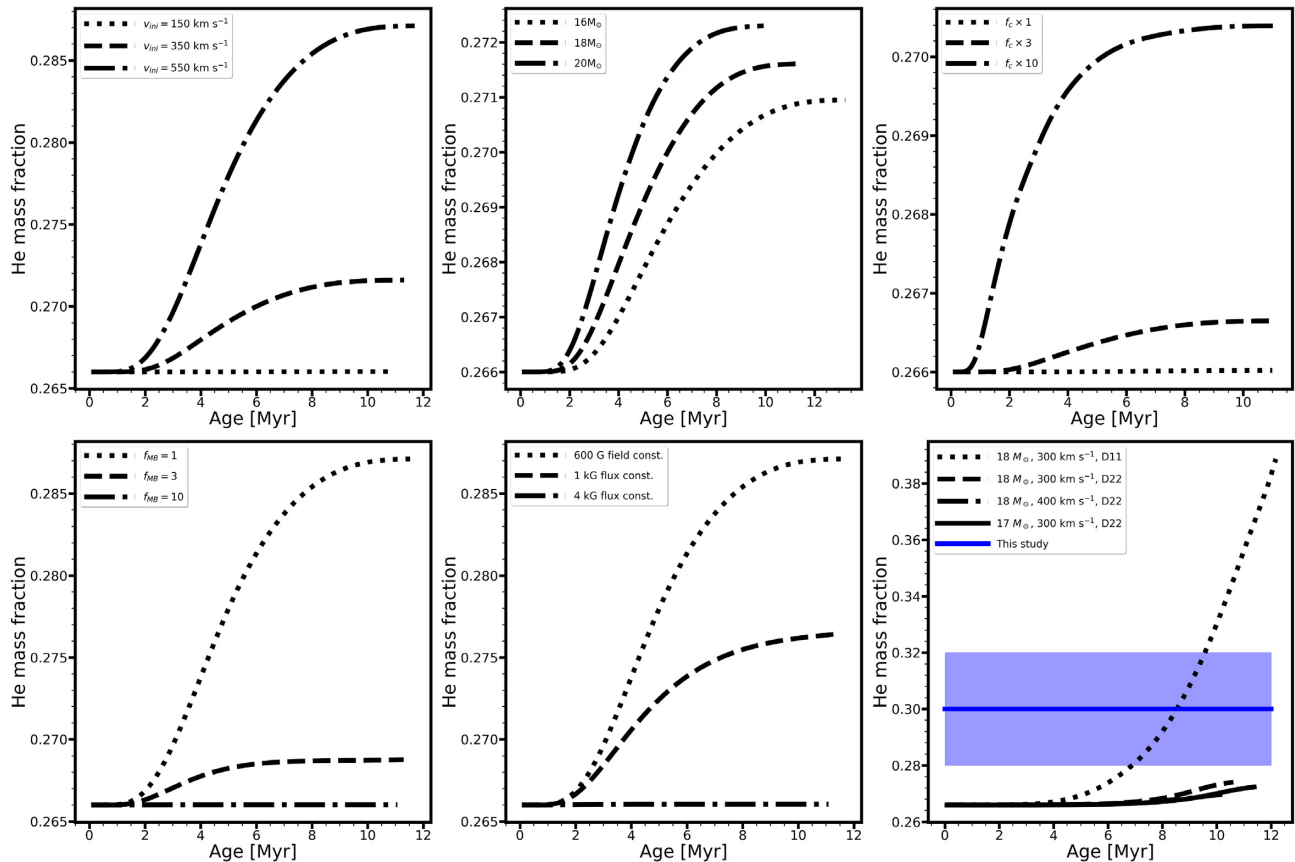 v_ini = 150 km s⁻¹
v_ini = 350 km s⁻¹
v_ini = 550 km s⁻¹
0.285
0.280
0.275
0.270
0.265
He mass fraction
0 2 4 6 8 10 12
Age [Myr]
16M⊙
18M⊙
20M⊙
0.272
0.271
0.270
0.269
0.268
0.267
0.266
He mass fraction
0 2 4 6 8 10 12
Age [Myr]
f_c × 1
f_c × 3
f_c × 10
0.270
0.269
0.268
0.267
0.266
He mass fraction
0 2 4 6 8 10 12
Age [Myr]
f_MB = 1
f_MB = 3
f_MB = 10
0.285
0.280
0.275
0.270
0.265
He mass fraction
0 2 4 6 8 10 12
Age [Myr]
600 G field const.
1 kG flux const.
4 kG flux const.
0.285
0.280
0.275
0.270
0.265
He mass fraction
0 2 4 6 8 10 12
Age [Myr]
18 M⊙, 300 km s⁻¹, D11
18 M⊙, 300 km s⁻¹, D22
18 M⊙, 400 km s⁻¹, D22
17 M⊙, 300 km s⁻¹, D22
This study
0.38
0.36
0.34
0.32
0.30
0.28
0.26
He mass fraction
0 2 4 6 8 10 12
Age [Myr]